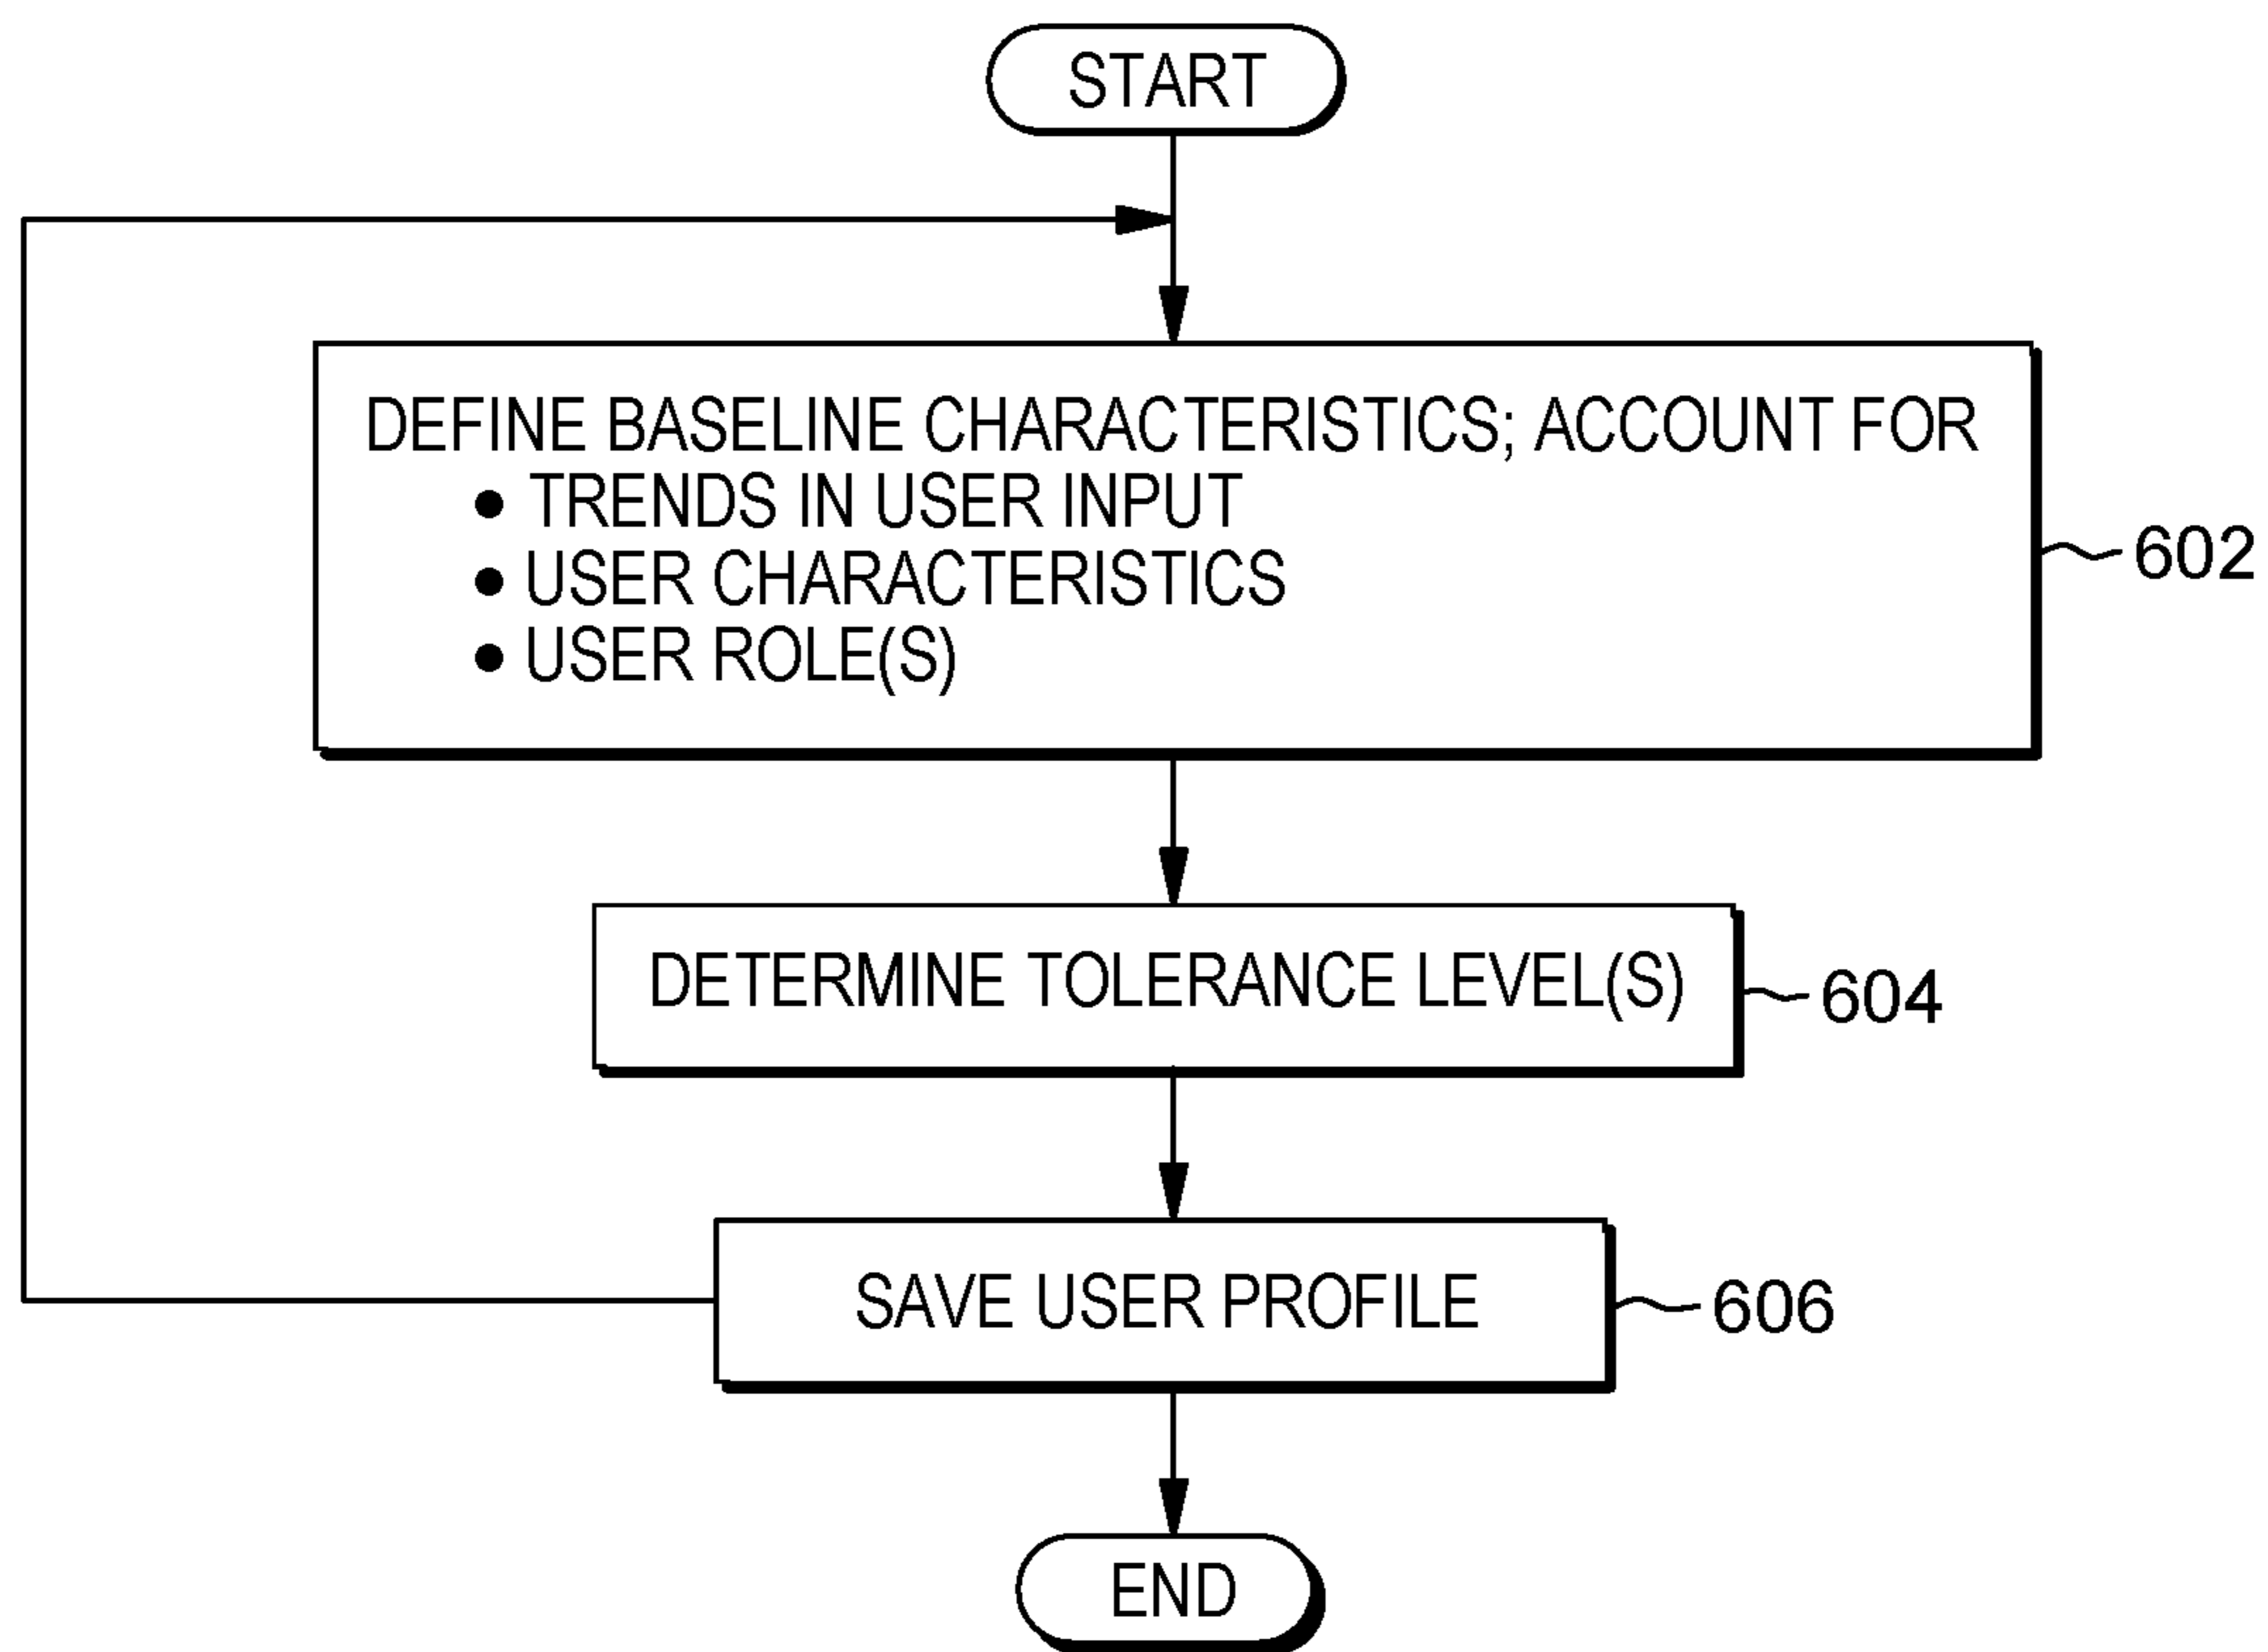 START
DEFINE BASELINE CHARACTERISTICS; ACCOUNT FOR
● TRENDS IN USER INPUT
● USER CHARACTERISTICS
● USER ROLE(S)
602
DETERMINE TOLERANCE LEVEL(S)
604
SAVE USER PROFILE
606
END